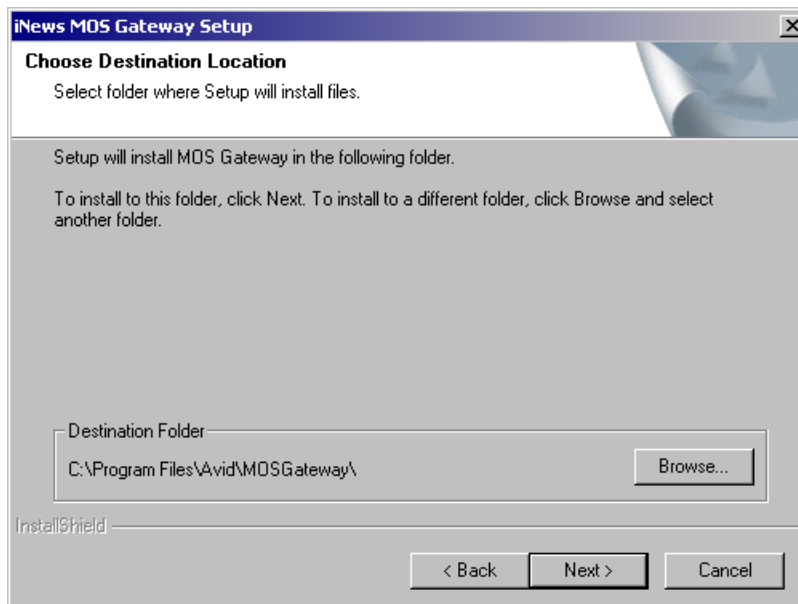 iNews MOS Gateway Setup
Choose Destination Location
Select folder where Setup will install files.
Setup will install MOS Gateway in the following folder.
To install to this folder, click Next. To install to a different folder, click Browse and select
another folder.
Destination Folder
C:\Program Files\Avid\MOSGateway\
Browse...
InstallShield
< Back
Next >
Cancel